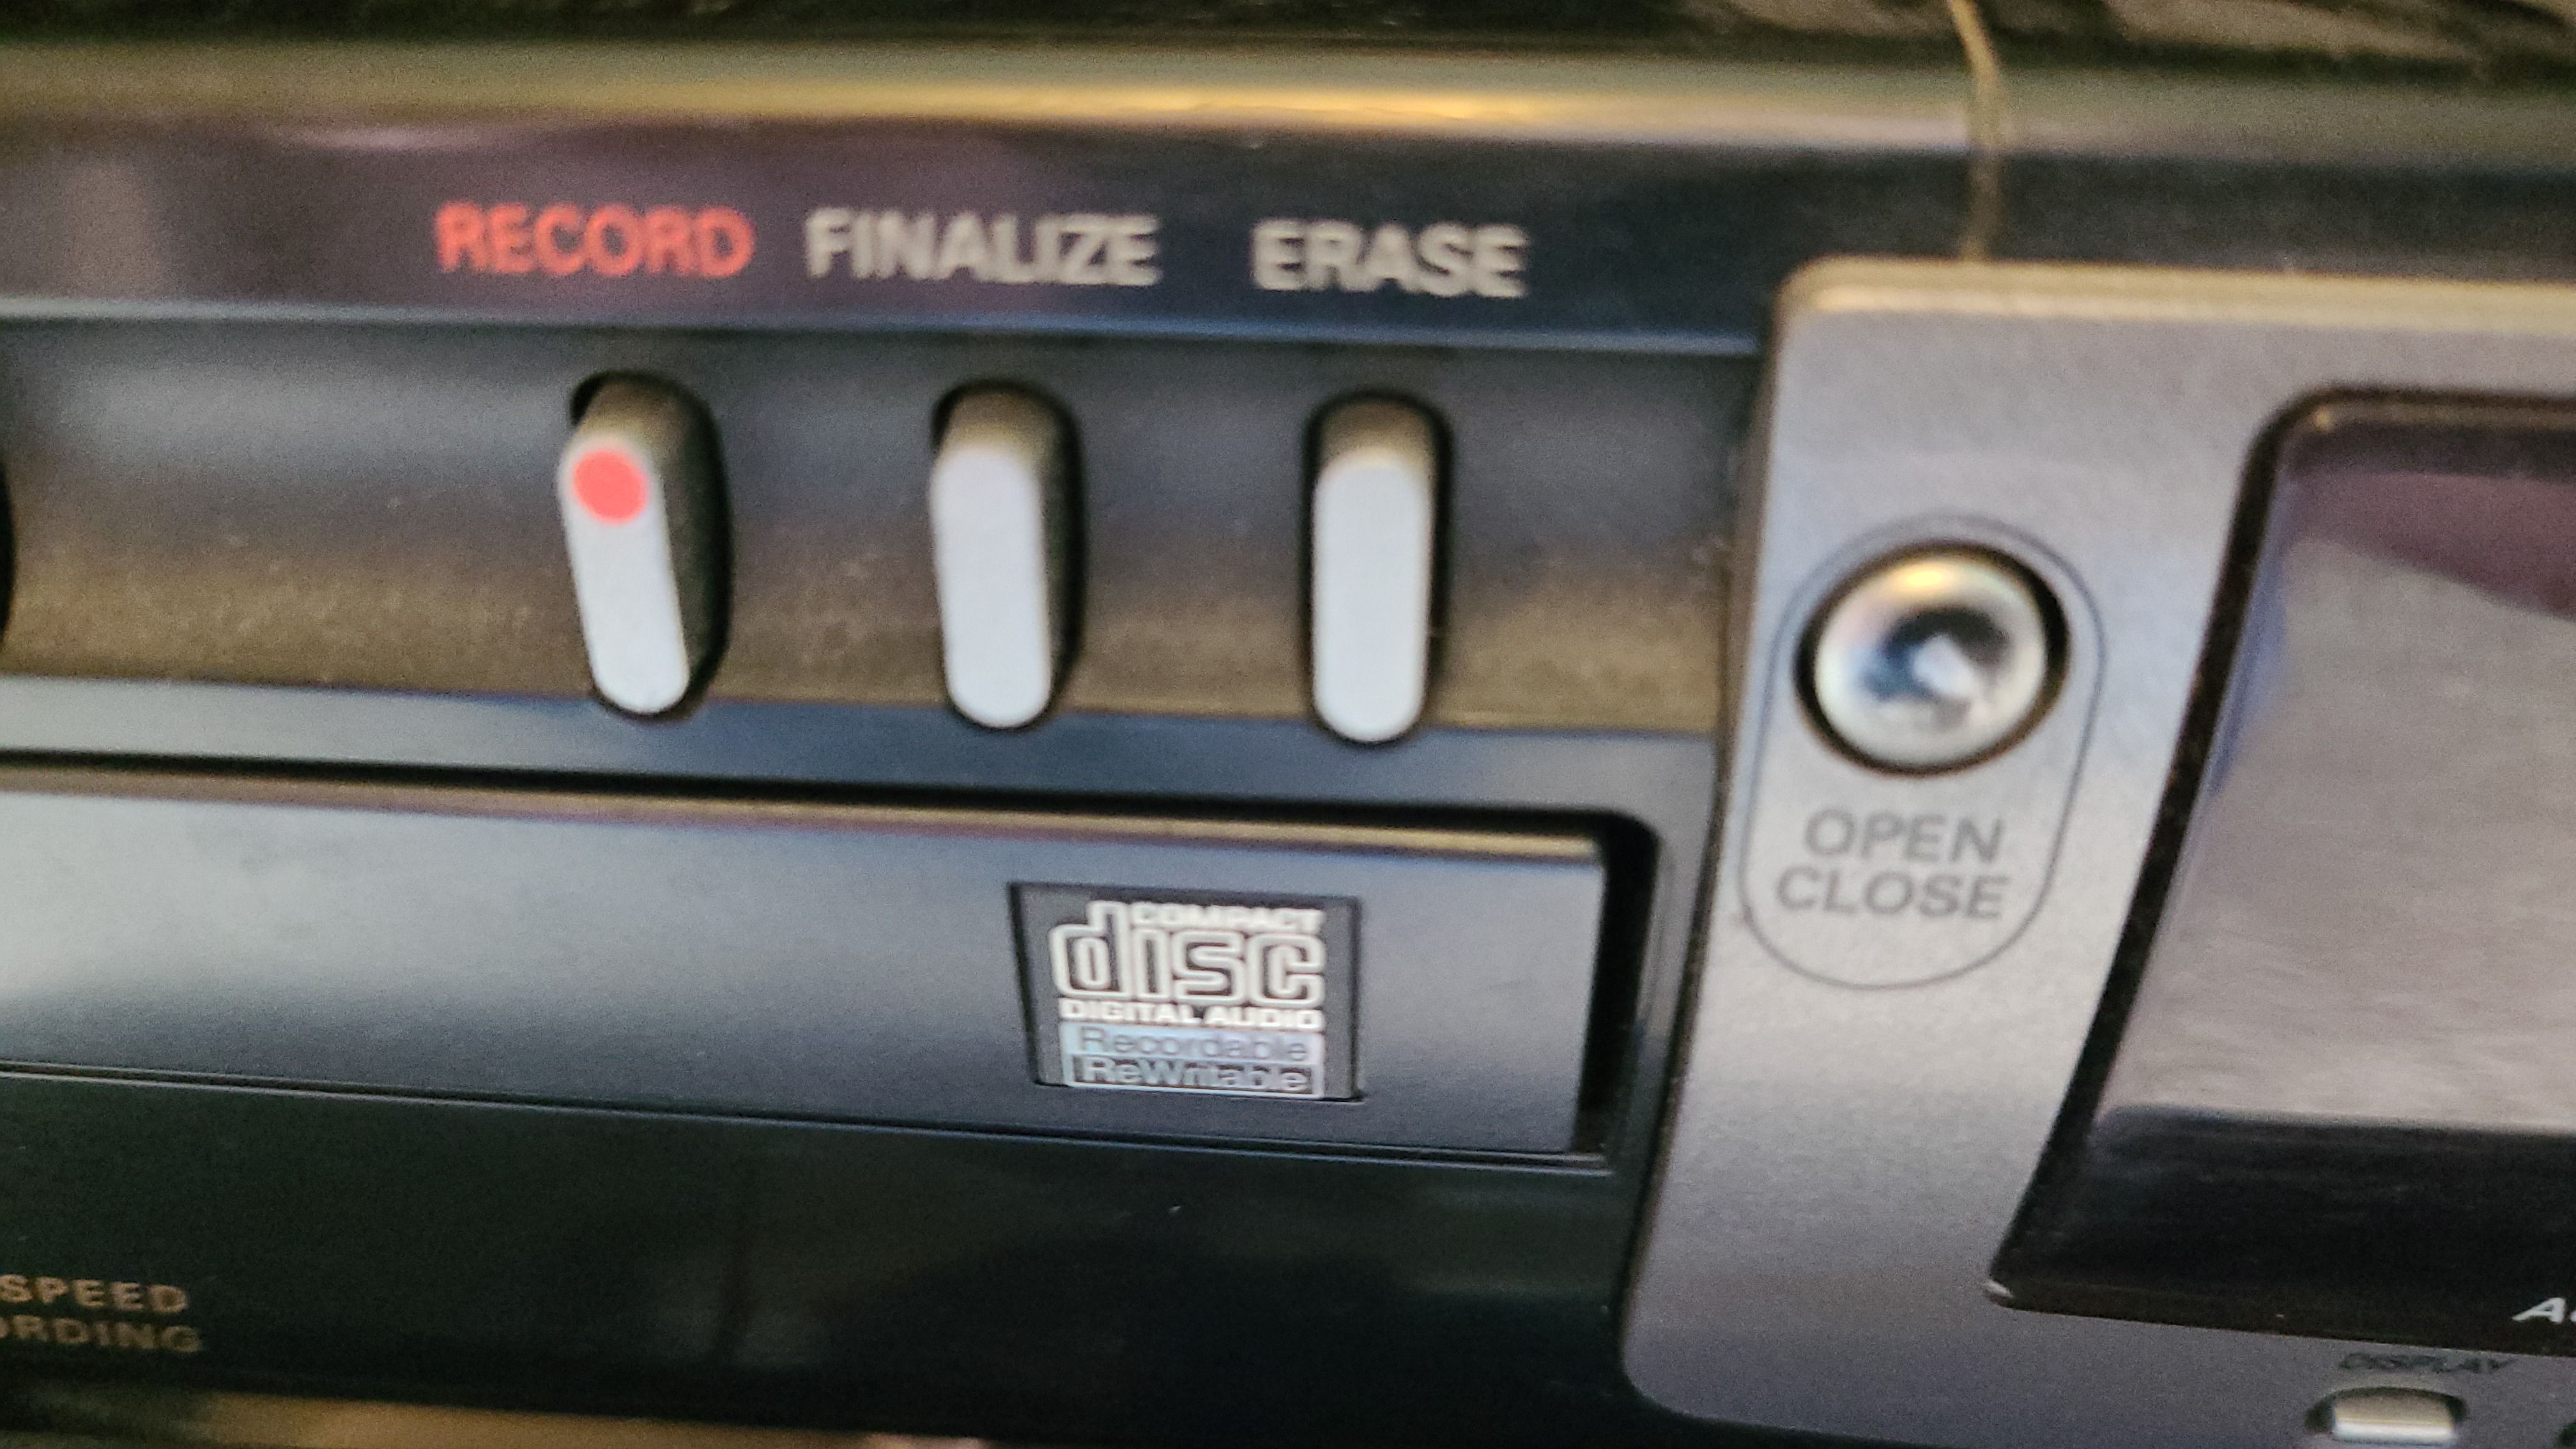 RECORD FINALIZE ERASE
OPEN
CLOSE
COMPACT
disc
DIGITAL AUDIO
Recordable
ReWritable
SPEED
ORDING
DISPLAY